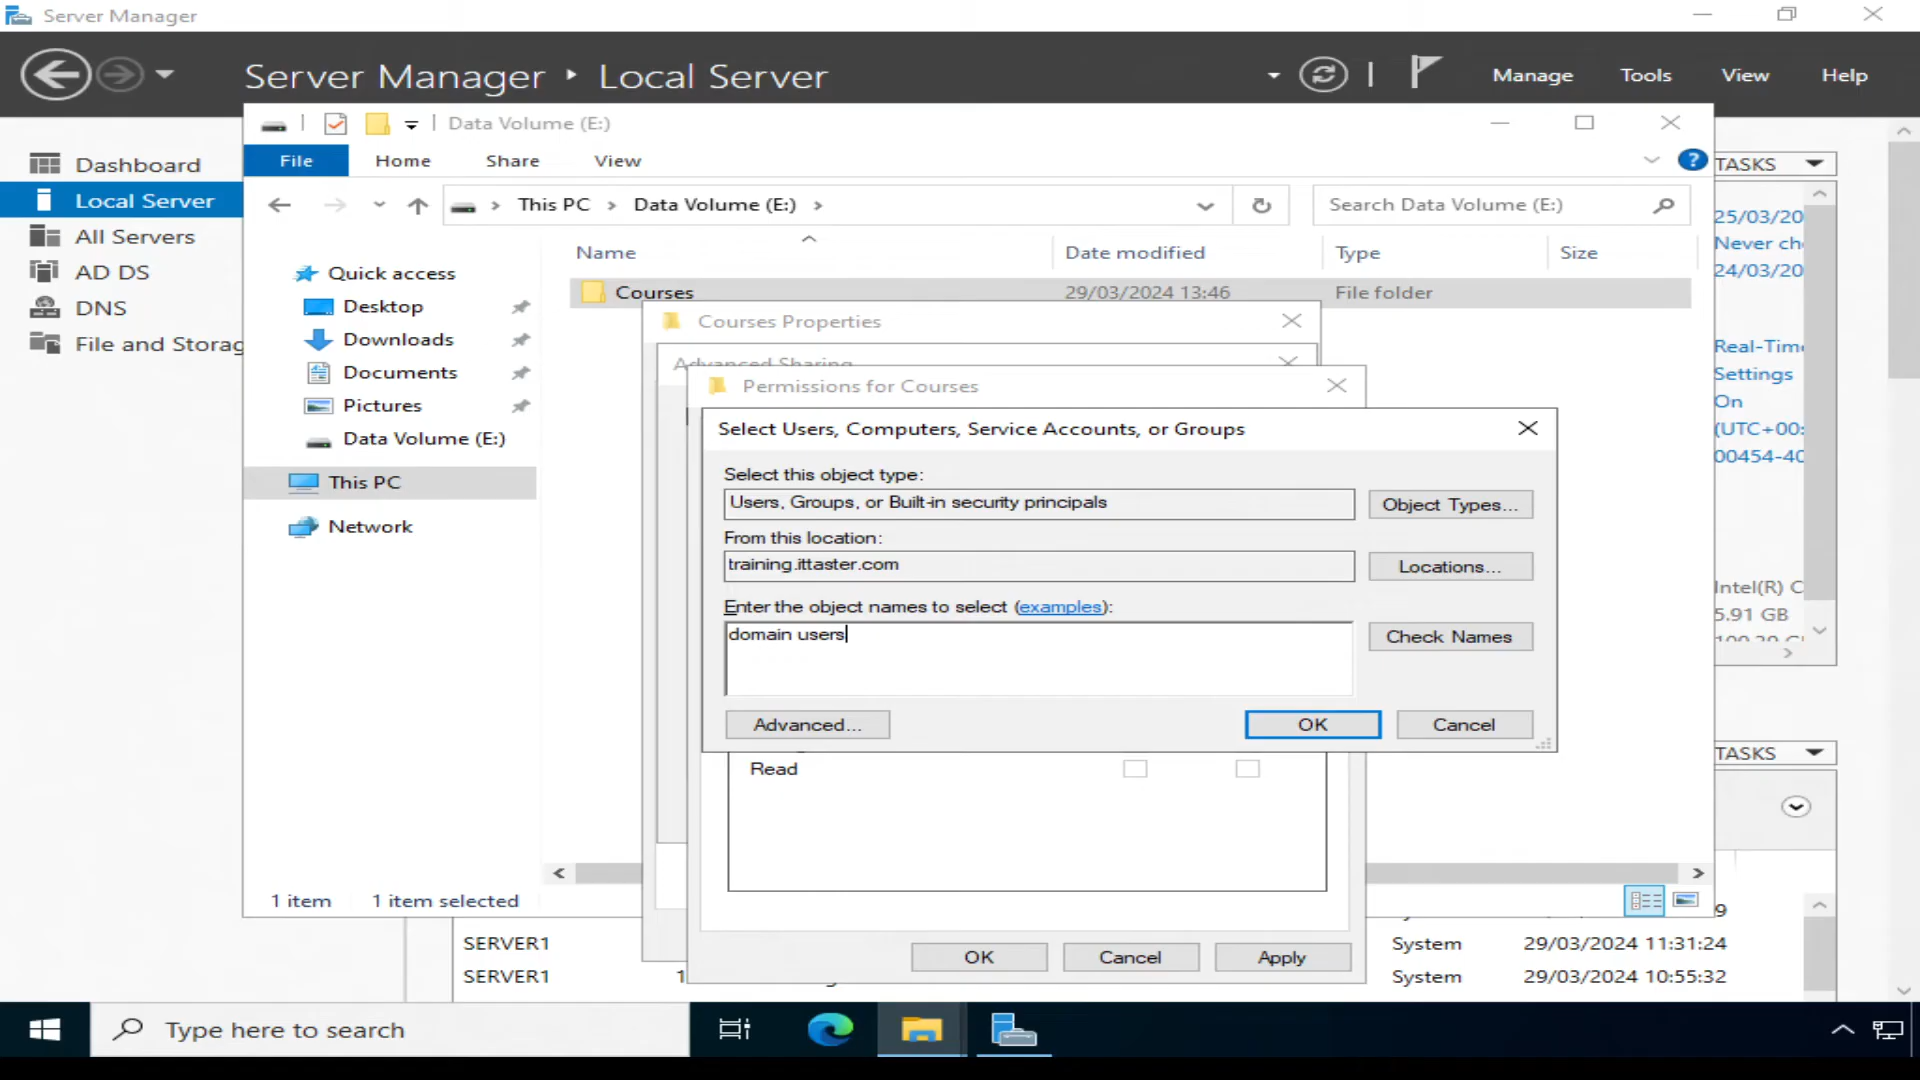 Server Manager
Server Manager ‣ Local Server
Manage
Tools
View
Help
Data Volume (E:)
File
Home
Share
View
This PC
Data Volume (E:)
Search Data Volume (E:)
Dashboard
Local Server
All Servers
AD DS
DNS
File and Storag
Quick access
Desktop
Downloads
Documents
Pictures
Data Volume (E:)
This PC
Network
Name
Date modified
Type
Size
Courses
29/03/2024 13:46
File folder
Courses Properties
Advanced Sharing
Permissions for Courses
Select Users, Computers, Service Accounts, or Groups
Select this object type:
Users, Groups, or Built-in security principals
Object Types...
From this location:
training.ittaster.com
Locations...
Enter the object names to select (examples):
domain users
Check Names
Advanced...
OK
Cancel
Read
OK
Cancel
Apply
1 item
1 item selected
TASKS
25/03/20
Never ch
24/03/20
Real-Time
Settings
On
(UTC+00:
00454-40
Intel(R) C
5.91 GB
TASKS
9
SERVER1
System
29/03/2024 11:31:24
SERVER1
1
System
29/03/2024 10:55:32
Type here to search